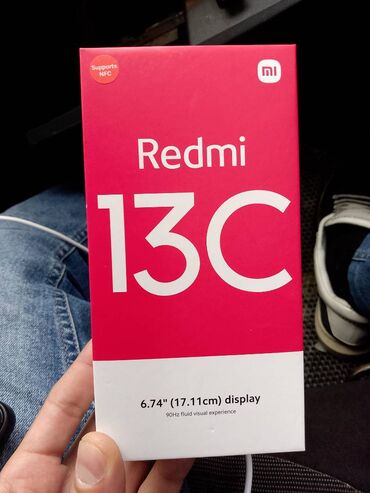 Supports
NFC
mi
Redmi
13C
6.74" (17.11cm) display
90Hz fluid visual experience